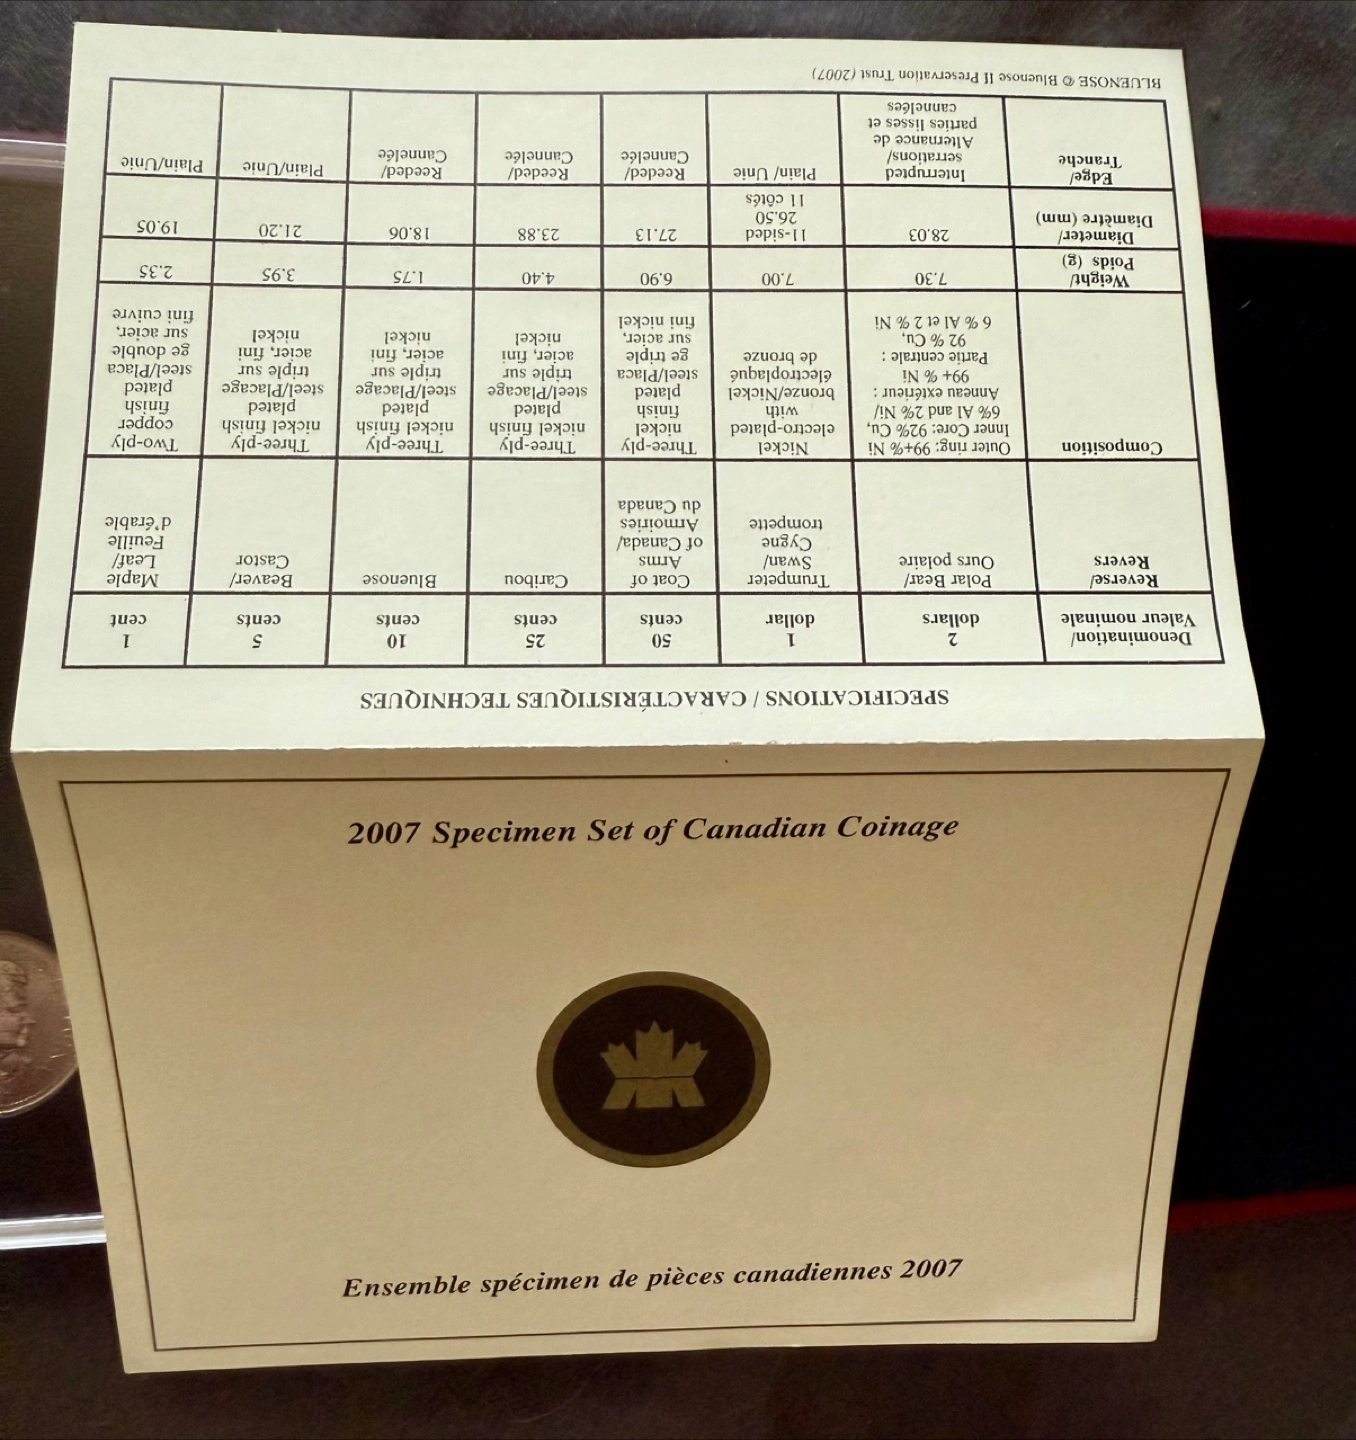 SPECIFICATIONS / CARACTÉRISTIQUES TECHNIQUES
Denomination/ Valeur nominale | 2 dollars | 1 dollar | 50 cents | 25 cents | 10 cents | 5 cents | 1 cent
Reverse/ Revers | Polar Bear/ Ours polaire | Trumpeter Swan/ Cygne trompette | Coat of Arms of Canada/ Armoiries du Canada | Caribou | Bluenose | Beaver/ Castor | Maple Leaf/ Feuille d'érable
Composition | Outer ring: 99+% Ni Inner Core: 92% Cu, 6% Al and 2% Ni/ Anneau extérieur : 99+ % Ni Partie centrale : 92 % Cu, 6 % Al et 2 % Ni | Nickel electro-plated with bronze/Nickel électroplaqué de bronze | Three-ply nickel finish plated steel/Placa ge triple sur acier, fini nickel | Three-ply nickel finish plated steel/Placage triple sur acier, fini nickel | Three-ply nickel finish plated steel/Placage triple sur acier, fini nickel | Three-ply nickel finish plated steel/Placage triple sur acier, fini nickel | Two-ply copper finish plated steel/Placa ge double sur acier, fini cuivre
Weight/ Poids (g) | 7.30 | 7.00 | 6.90 | 4.40 | 1.75 | 3.95 | 2.35
Diameter/ Diamètre (mm) | 28.03 | 11-sided 26.50 11 côtés | 27.13 | 23.88 | 18.06 | 21.20 | 19.05
Edge/ Tranche | Interrupted serrations/ Alternance de parties lisses et cannelées | Plain/ Unie | Reeded/ Cannelée | Reeded/ Cannelée | Reeded/ Cannelée | Plain/Unie | Plain/Unie
BLUENOSE © Bluenose II Preservation Trust (2007)
2007 Specimen Set of Canadian Coinage
Ensemble spécimen de pièces canadiennes 2007